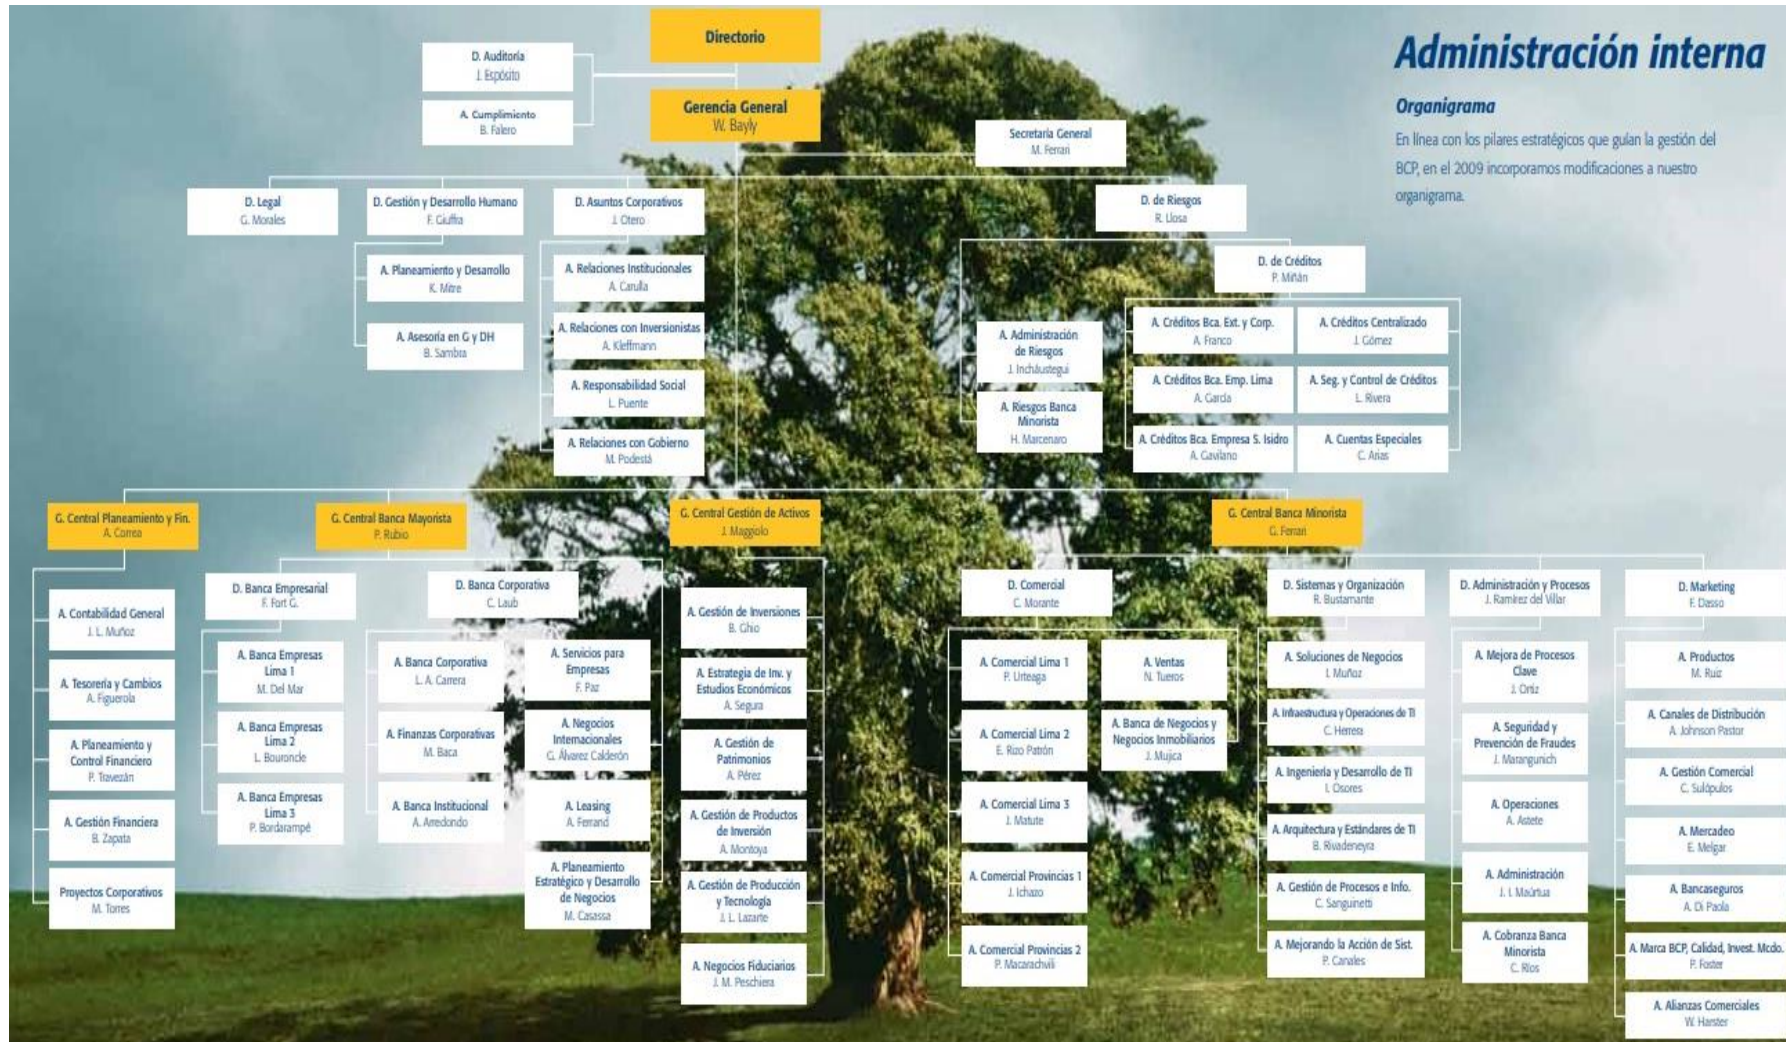 Administración interna
Organigrama
En línea con los pilares estratégicos que guían la gestión del
BCP, en el 2009 incorporamos modificaciones a nuestro
organigrama.
Directorio
D. Auditoría
J. Espósito
A. Cumplimiento
B. Falero
Gerencia General
W. Bayly
Secretaría General
M. Ferrari
D. Legal
G. Morales
D. Gestión y Desarrollo Humano
F. Giuffra
A. Planeamiento y Desarrollo
K. Mitre
A. Asesoría en G y DH
B. Sambra
D. Asuntos Corporativos
J. Otero
A. Relaciones Institucionales
A. Carulla
A. Relaciones con Inversionistas
A. Kleffmann
A. Responsabilidad Social
L. Puente
A. Relaciones con Gobierno
M. Podestá
D. de Riesgos
R. Llosa
D. de Créditos
P. Miñán
A. Administración
de Riesgos
J. Incháustegui
A. Riesgos Banca
Minorista
H. Marcenaro
A. Créditos Bca. Ext. y Corp.
A. Franco
A. Créditos Bca. Emp. Lima
A. García
A. Créditos Bca. Empresa S. Isidro
A. Gavilano
A. Créditos Centralizado
J. Gómez
A. Seg. y Control de Créditos
L. Rivera
A. Cuentas Especiales
C. Arias
G. Central Planeamiento y Fin.
A. Correa
A. Contabilidad General
J. L. Muñoz
A. Tesorería y Cambios
A. Figuerola
A. Planeamiento y
Control Financiero
P. Travezán
A. Gestión Financiera
B. Zapata
Proyectos Corporativos
M. Torres
G. Central Banca Mayorista
P. Rubio
D. Banca Empresarial
F. Fort G.
A. Banca Empresas
Lima 1
M. Del Mar
A. Banca Empresas
Lima 2
L. Bouroncle
A. Banca Empresas
Lima 3
P. Bordarampé
D. Banca Corporativa
C. Laub
A. Banca Corporativa
L. A. Carrera
A. Finanzas Corporativas
M. Baca
A. Banca Institucional
A. Arredondo
A. Servicios para
Empresas
F. Paz
A. Negocios
Internacionales
G. Álvarez Calderón
A. Leasing
A. Ferrand
A. Planeamiento
Estratégico y Desarrollo
de Negocios
M. Casassa
G. Central Gestión de Activos
J. Maggiolo
A. Gestión de Inversiones
B. Ghio
A. Estrategia de Inv. y
Estudios Económicos
A. Segura
A. Gestión de
Patrimonios
A. Pérez
A. Gestión de Productos
de Inversión
A. Montoya
A. Gestión de Producción
y Tecnología
J. L. Lazarte
A. Negocios Fiduciarios
J. M. Peschiera
G. Central Banca Minorista
G. Ferrari
D. Comercial
C. Morante
A. Comercial Lima 1
P. Urteaga
A. Comercial Lima 2
E. Rizo Patrón
A. Comercial Lima 3
J. Matute
A. Comercial Provincias 1
J. Ichazo
A. Comercial Provincias 2
P. Macarachvili
A. Ventas
N. Tueros
A. Banca de Negocios y
Negocios Inmobiliarios
J. Mujica
D. Sistemas y Organización
R. Bustamante
A. Soluciones de Negocios
I. Muñoz
A. Infraestructura y Operaciones de TI
C. Herrera
A. Ingeniería y Desarrollo de TI
I. Osores
A. Arquitectura y Estándares de TI
B. Rivadeneyra
A. Gestión de Procesos e Info.
C. Sanguinetti
A. Mejorando la Acción de Sist.
P. Canales
D. Administración y Procesos
J. Ramírez del Villar
A. Mejora de Procesos
Clave
J. Ortíz
A. Seguridad y
Prevención de Fraudes
J. Marangunich
A. Operaciones
A. Astete
A. Administración
J. I. Maúrtua
A. Cobranza Banca
Minorista
C. Ríos
D. Marketing
F. Dasso
A. Productos
M. Ruiz
A. Canales de Distribución
A. Johnson Pastor
A. Gestión Comercial
C. Sulópulos
A. Mercadeo
E. Melgar
A. Bancaseguros
A. Di Paola
A. Marca BCP, Calidad, Invest. Mcdo.
P. Foster
A. Alianzas Comerciales
W. Harster